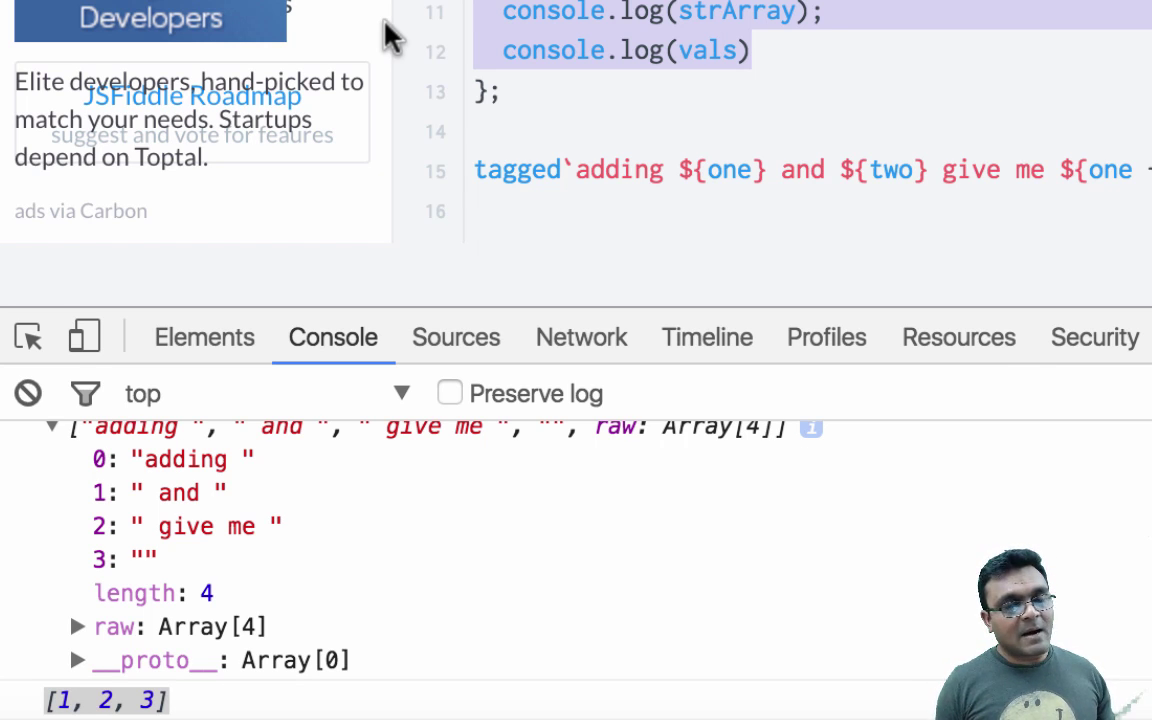 Developers
Elite developers, hand-picked to
JSFiddle Roadmap
match your needs. Startups
suggest and vote for feaures
depend on Toptal.
ads via Carbon
11 console.log(strArray);
12 console.log(vals)
13 };
14
15 tagged`adding ${one} and ${two} give me ${one
16
Elements Console Sources Network Timeline Profiles Resources Security
top Preserve log
["adding ", " and ", " give me ", "", raw: Array[4]] i
0: "adding "
1: " and "
2: " give me "
3: ""
length: 4
raw: Array[4]
__proto__: Array[0]
[1, 2, 3]